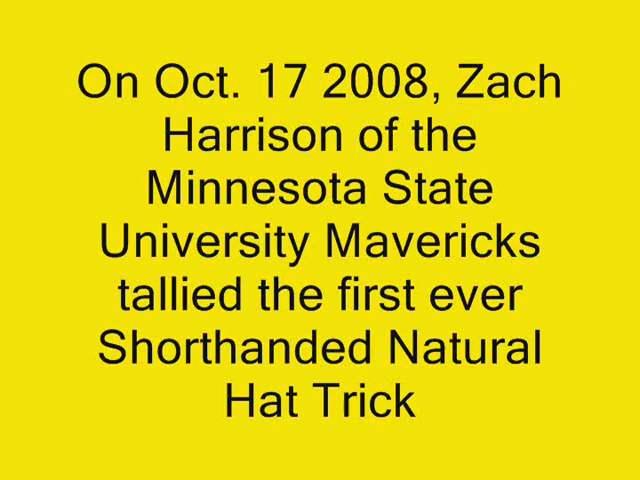 On Oct. 17 2008, Zach
Harrison of the
Minnesota State
University Mavericks
tallied the first ever
Shorthanded Natural
Hat Trick